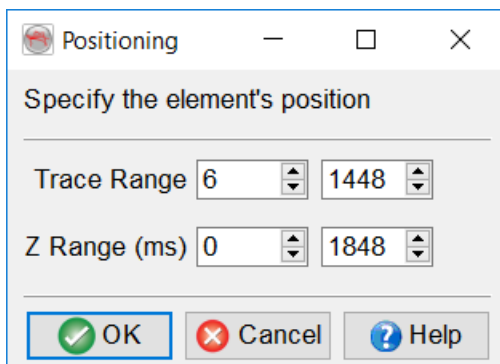 Positioning
Specify the element's position
Trace Range 6 1448
Z Range (ms) 0 1848
OK Cancel Help